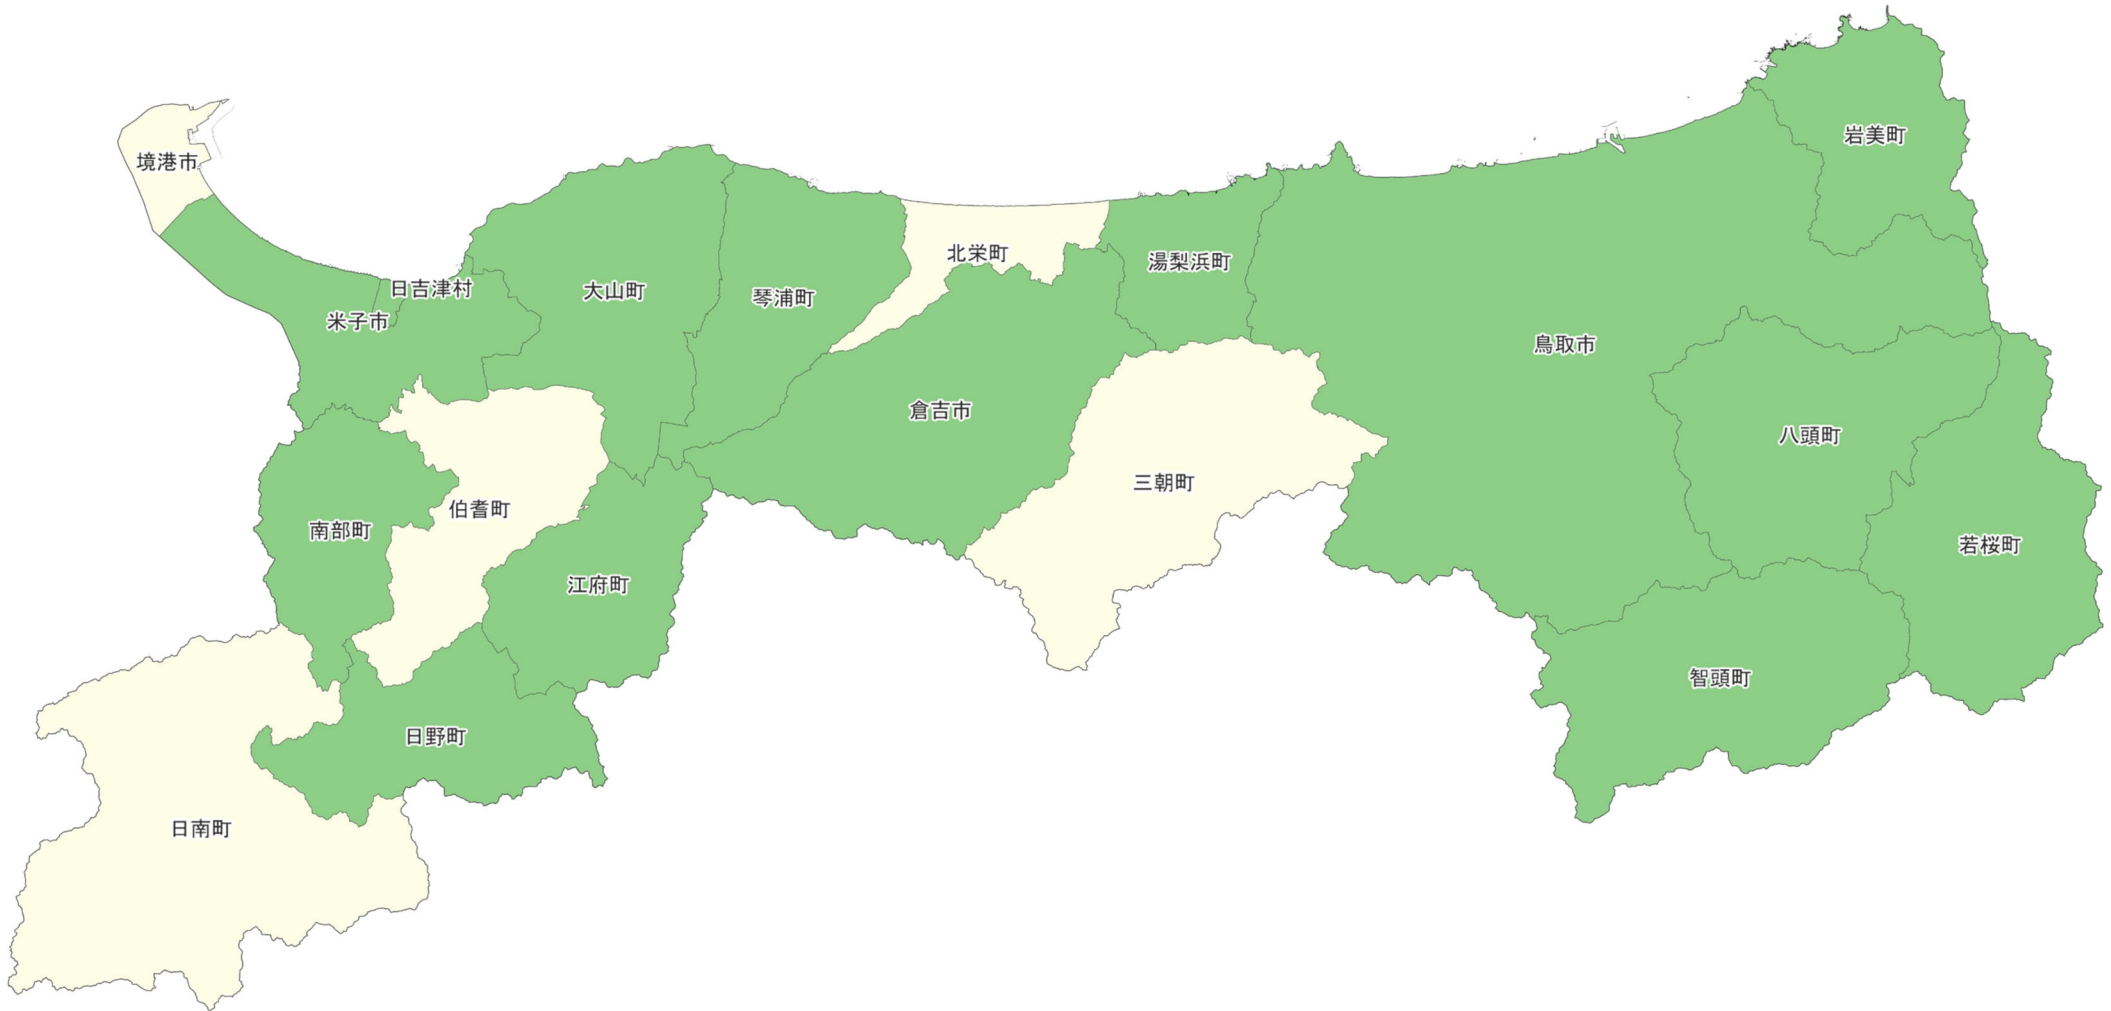 岩美町
境港市
北栄町
湯梨浜町
日吉津村
大山町
琴浦町
米子市
鳥取市
倉吉市
八頭町
三朝町
伯耆町
南部町
若桜町
江府町
智頭町
日野町
日南町